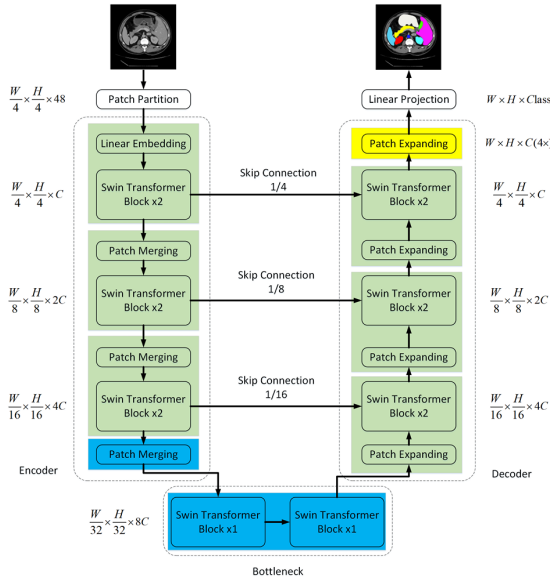 W/4 × H/4 × 48
Patch Partition
Linear Projection
W × H × Class
Linear Embedding
Patch Expanding
W × H × C(4×)
W/4 × H/4 × C
Swin Transformer
Block x2
Skip Connection
1/4
Swin Transformer
Block x2
W/4 × H/4 × C
Patch Merging
Patch Expanding
W/8 × H/8 × 2C
Swin Transformer
Block x2
Skip Connection
1/8
Swin Transformer
Block x2
W/8 × H/8 × 2C
Patch Merging
Patch Expanding
W/16 × H/16 × 4C
Swin Transformer
Block x2
Skip Connection
1/16
Swin Transformer
Block x2
W/16 × H/16 × 4C
Patch Merging
Patch Expanding
Encoder
Decoder
W/32 × H/32 × 8C
Swin Transformer
Block x1
Swin Transformer
Block x1
Bottleneck